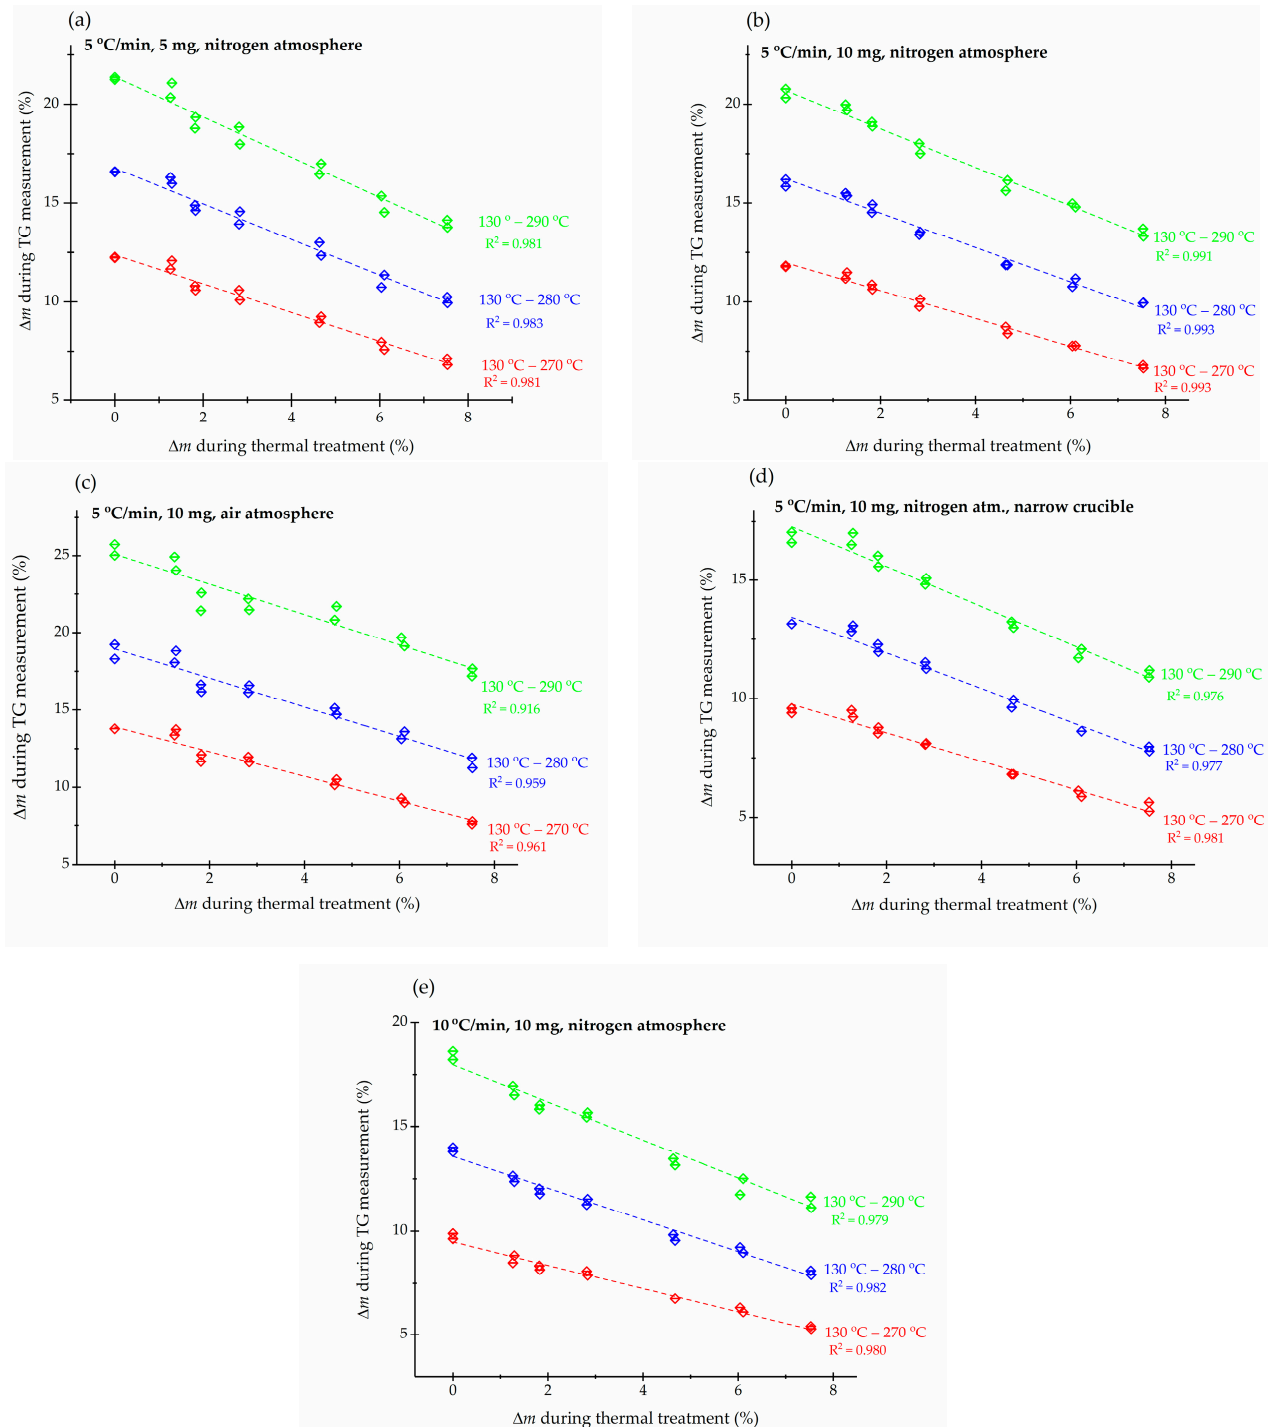 (a)
5 °C/min, 5 mg, nitrogen atmosphere
Δm during TG measurement (%)
20
15
10
5
130 ° – 290 °C
R² = 0.981
130 °C – 280 °C
R² = 0.983
130 °C – 270 °C
R² = 0.981
0 2 4 6 8
Δm during thermal treatment (%)
(b)
5 °C/min, 10 mg, nitrogen atmosphere
Δm during TG measurement (%)
20
15
10
5
130 °C – 290 °C
R² = 0.991
130 °C – 280 °C
R² = 0.993
130 °C – 270 °C
R² = 0.993
0 2 4 6 8
Δm during thermal treatment (%)
(c)
5 °C/min, 10 mg, air atmosphere
Δm during TG measurement (%)
25
20
15
10
5
130 °C – 290 °C
R² = 0.916
130 °C – 280 °C
R² = 0.959
130 °C – 270 °C
R² = 0.961
0 2 4 6 8
Δm during thermal treatment (%)
(d)
5 °C/min, 10 mg, nitrogen atm., narrow crucible
Δm during TG measurement (%)
15
10
5
130 °C – 290 °C
R² = 0.976
130 °C – 280 °C
R² = 0.977
130 °C – 270 °C
R² = 0.981
0 2 4 6 8
Δm during thermal treatment (%)
(e)
10 °C/min, 10 mg, nitrogen atmosphere
Δm during TG measurement (%)
20
15
10
5
130 °C – 290 °C
R² = 0.979
130 °C – 280 °C
R² = 0.982
130 °C – 270 °C
R² = 0.980
0 2 4 6 8
Δm during thermal treatment (%)